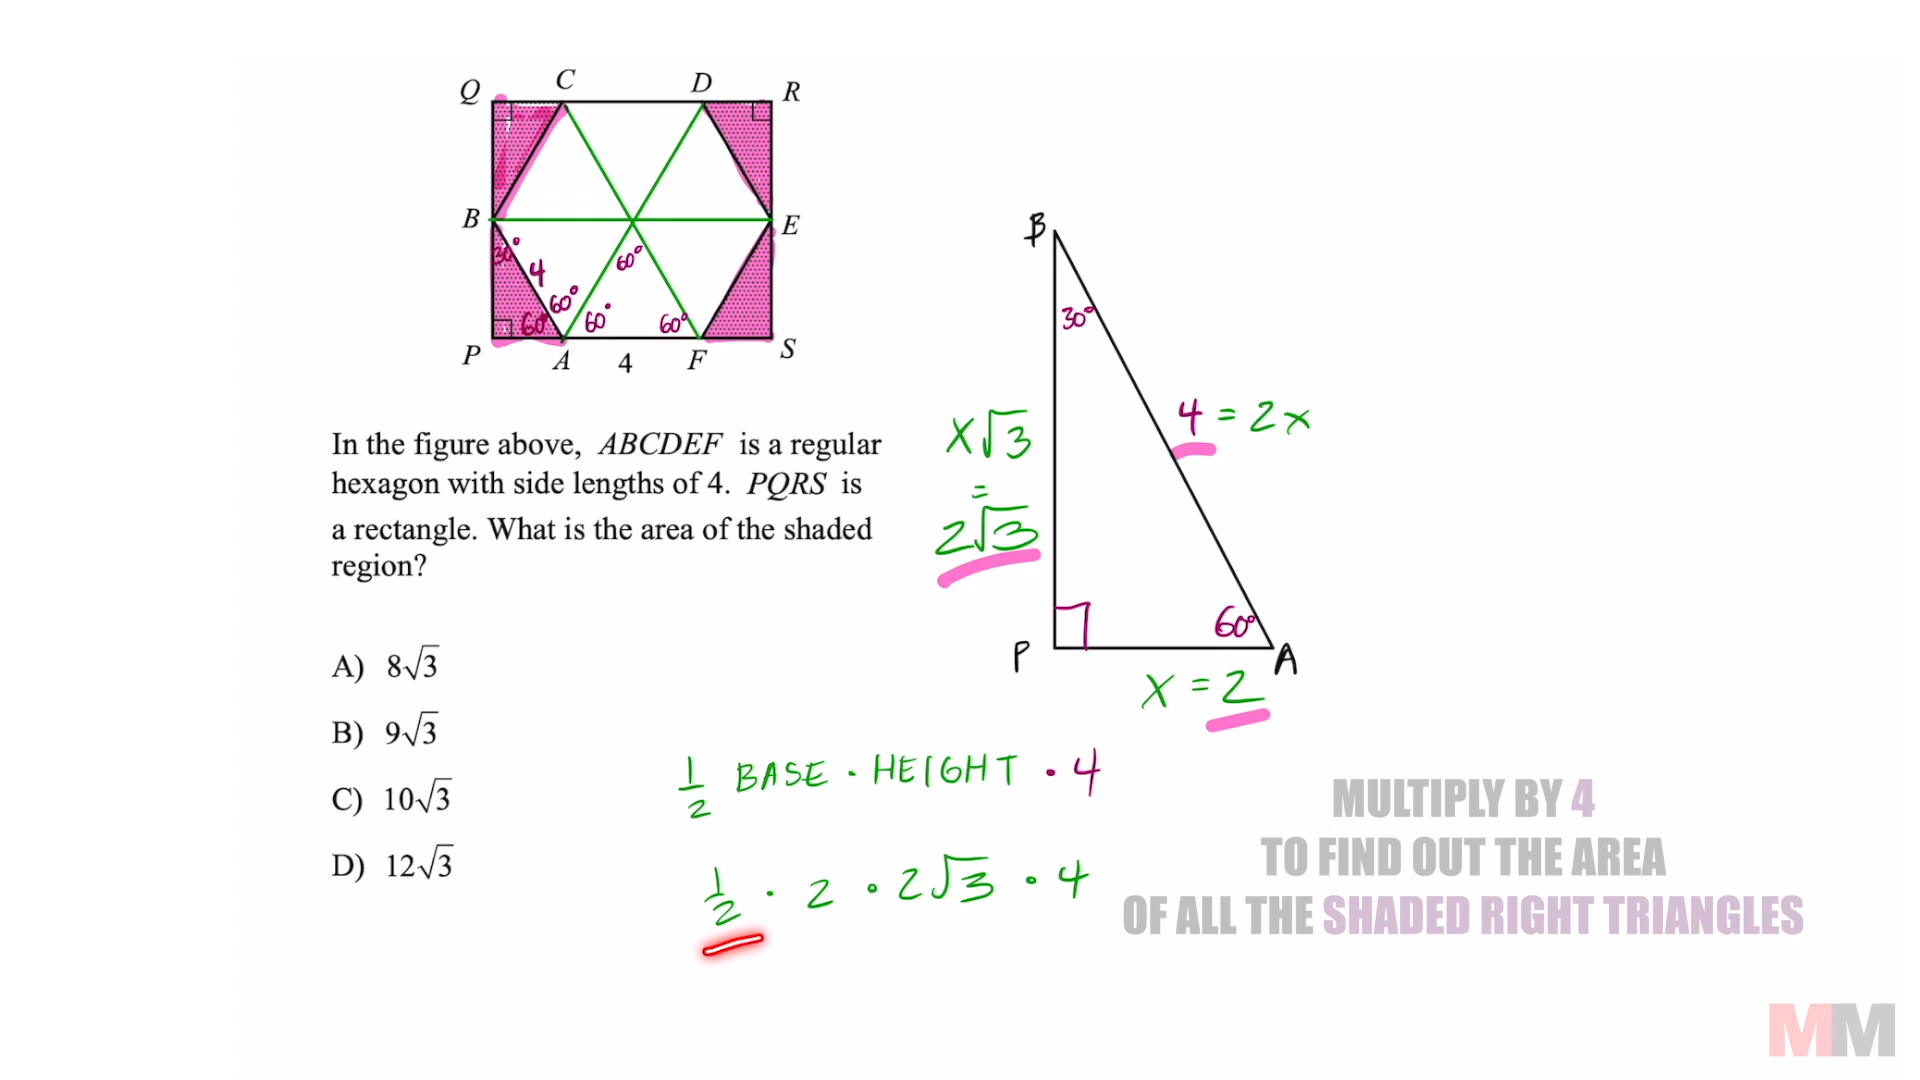 Q C D R
B E
30° 4 60° 60° 60° 60° 60°
P A 4 F S
In the figure above, ABCDEF is a regular
hexagon with side lengths of 4. PQRS is
a rectangle. What is the area of the shaded
region?
A) 8√3
B) 9√3
C) 10√3
D) 12√3
B
30°
4 = 2x
x√3
=
2√3
60°
P A
x = 2
1/2 BASE · HEIGHT · 4
1/2 · 2 · 2√3 · 4
MULTIPLY BY 4
TO FIND OUT THE AREA
OF ALL THE SHADED RIGHT TRIANGLES
MM